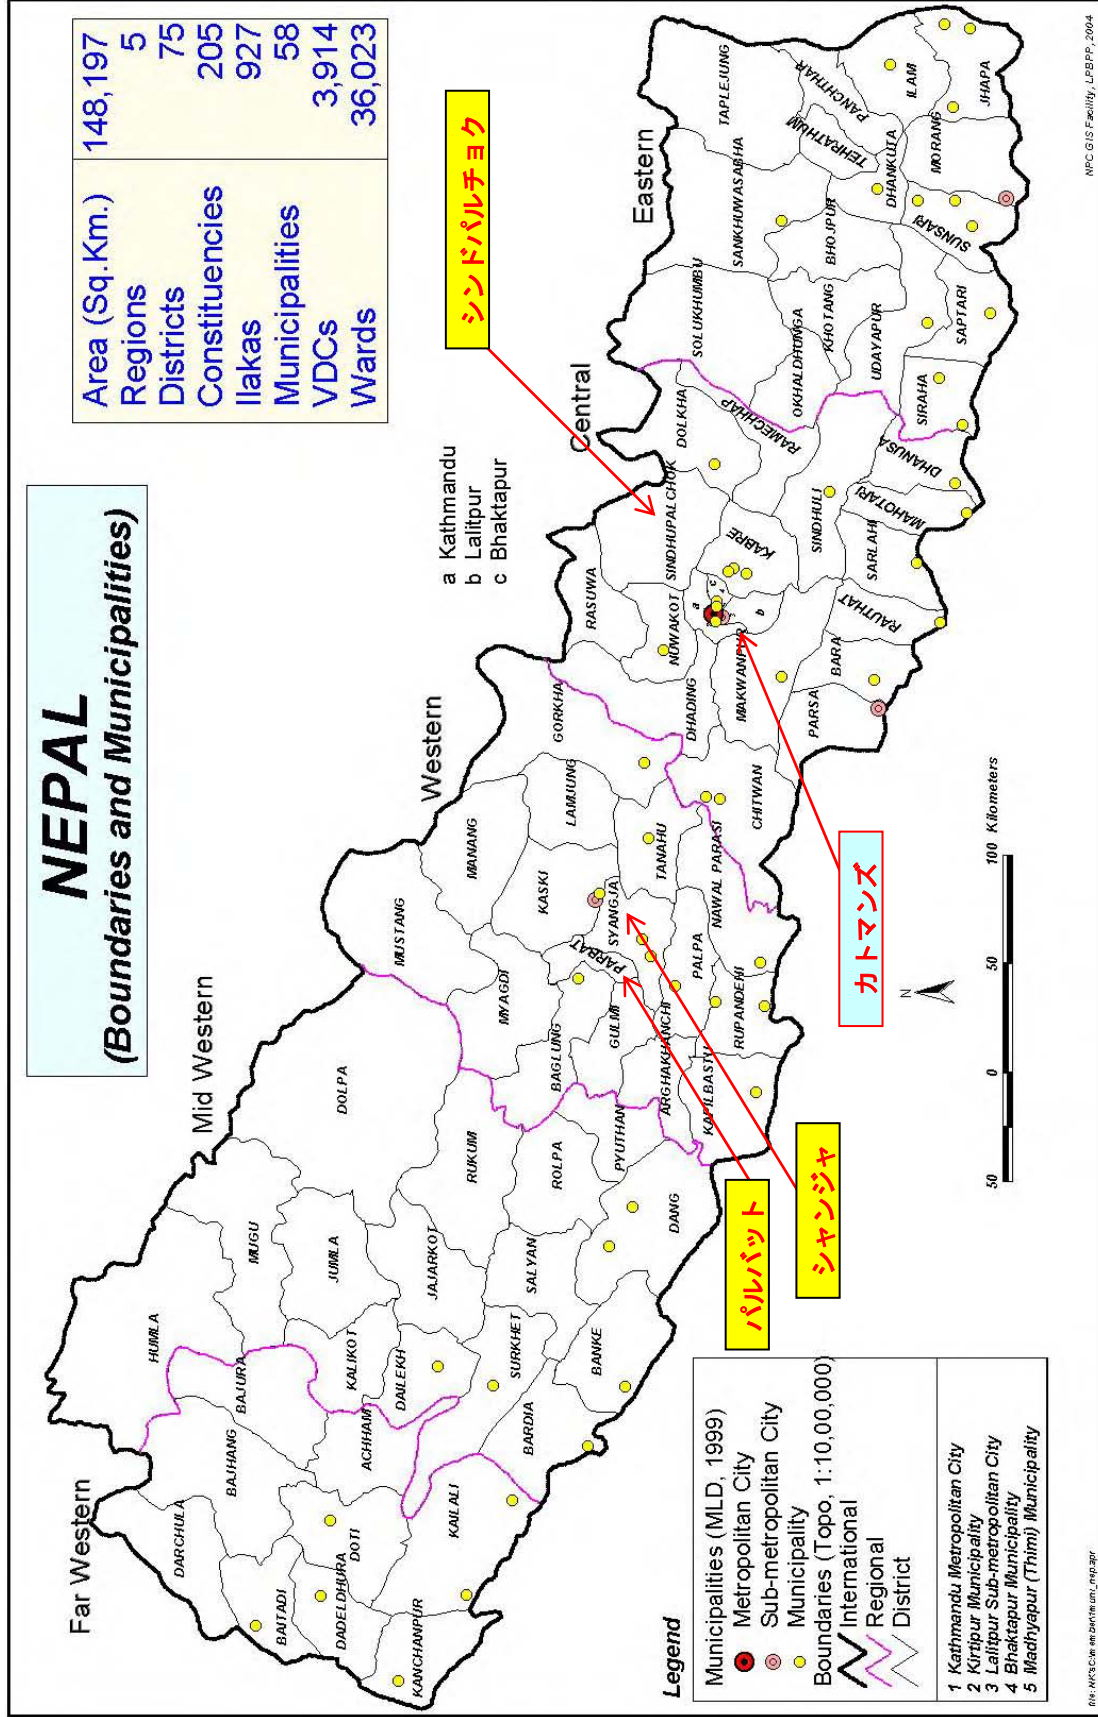 NEPAL
(Boundaries and Municipalities)
Area (Sq.Km.) 148,197
Regions 5
Districts 75
Constituencies 205
Ilakas 927
Municipalities 58
VDCs 3,914
Wards 36,023
a Kathmandu
b Lalitpur
c Bhaktapur
Far Western
Mid Western
Western
Central
Eastern
シンドパルチョク
カトマンズ
パルバット
シャンジャ
DARCHULA
BAJHANG
BAJURA
HUMLA
MUGU
BAITADI
DADELDHURA
DOTI
ACHHAM
KALIKOT
JUMLA
DOLPA
KANCHANPUR
KAILALI
DAILEKH
JAJARKOT
RUKUM
SURKHET
SALYAN
ROLPA
BARDIA
BANKE
DANG
PYUTHAN
MUSTANG
MANANG
MYAGDI
KASKI
LAMJUNG
GORKHA
BAGLUNG
PARBAT
SYANGJA
TANAHU
GULMI
ARGHAKHANCHI
PALPA
NAWAL PARASI
KAPILBASTU
RUPANDEHI
RASUWA
NUWAKOT
SINDHUPALCHOK
DOLKHA
DHADING
a
c
b
KABRE
RAMECHHAP
MAKWANPUR
SINDHULI
CHITWAN
PARSA
BARA
RAUTHAT
SARLAHI
MAHOTARI
DHANUSA
SOLUKHUMBU
SANKHUWASABHA
TAPLEJUNG
OKHALDHUNGA
KHOTANG
BHOJPUR
TEHRATHUM
PANCHTHAR
DHANKUTA
ILAM
UDAYAPUR
SIRAHA
SAPTARI
SUNSARI
MORANG
JHAPA
N
50 0 50 100 Kilometers
Legend
Municipalities (MLD, 1999)
Metropolitan City
Sub-metropolitan City
Municipality
Boundaries (Topo, 1:10,00,000)
International
Regional
District
1 Kathmandu Metropolitan City
2 Kirtipur Municipality
3 Lalitpur Sub-metropolitan City
4 Bhaktapur Municipality
5 Madhyapur (Thimi) Municipality
NPC GIS Facility, LPBPP, 2004